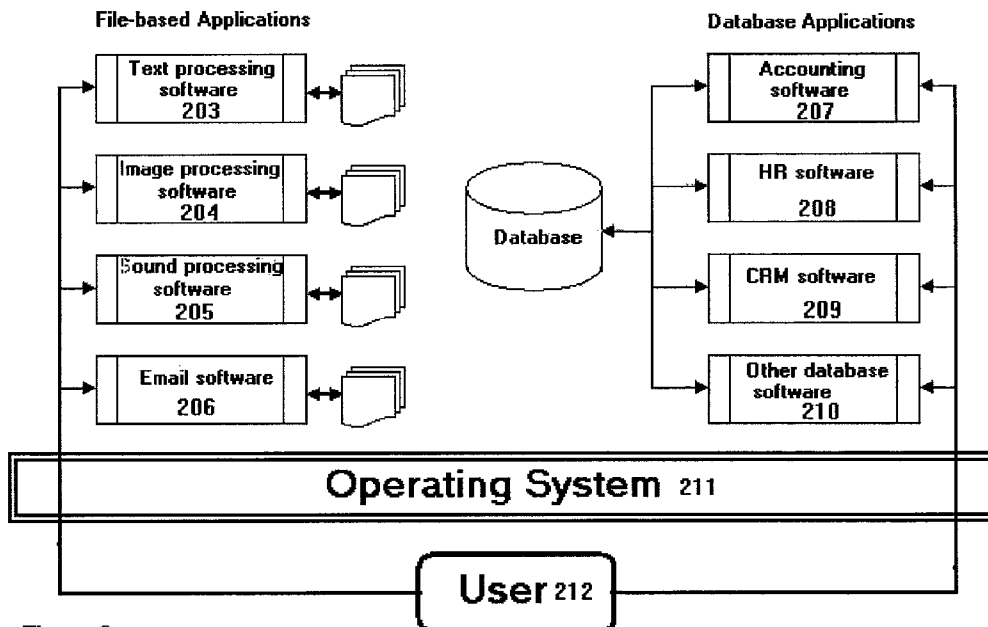 File-based Applications
Text processing
software
203
Image processing
software
204
Sound processing
software
205
Email software
206
Database
Database Applications
Accounting
software
207
HR software
208
CRM software
209
Other database
software
210
Operating System 211
User 212